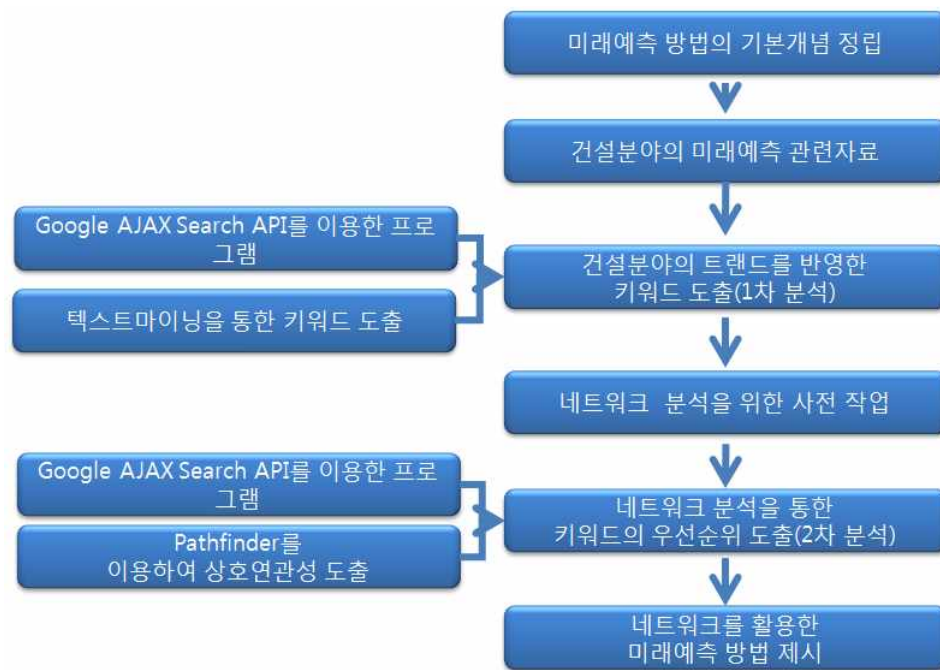 미래예측 방법의 기본개념 정립
건설분야의 미래예측 관련자료
Google AJAX Search API를 이용한 프로
그램
텍스트마이닝을 통한 키워드 도출
건설분야의 트랜드를 반영한
키워드 도출(1차 분석)
네트워크 분석을 위한 사전 작업
Google AJAX Search API를 이용한 프로
그램
Pathfinder를
이용하여 상호연관성 도출
네트워크 분석을 통한
키워드의 우선순위 도출(2차 분석)
네트워크를 활용한
미래예측 방법 제시